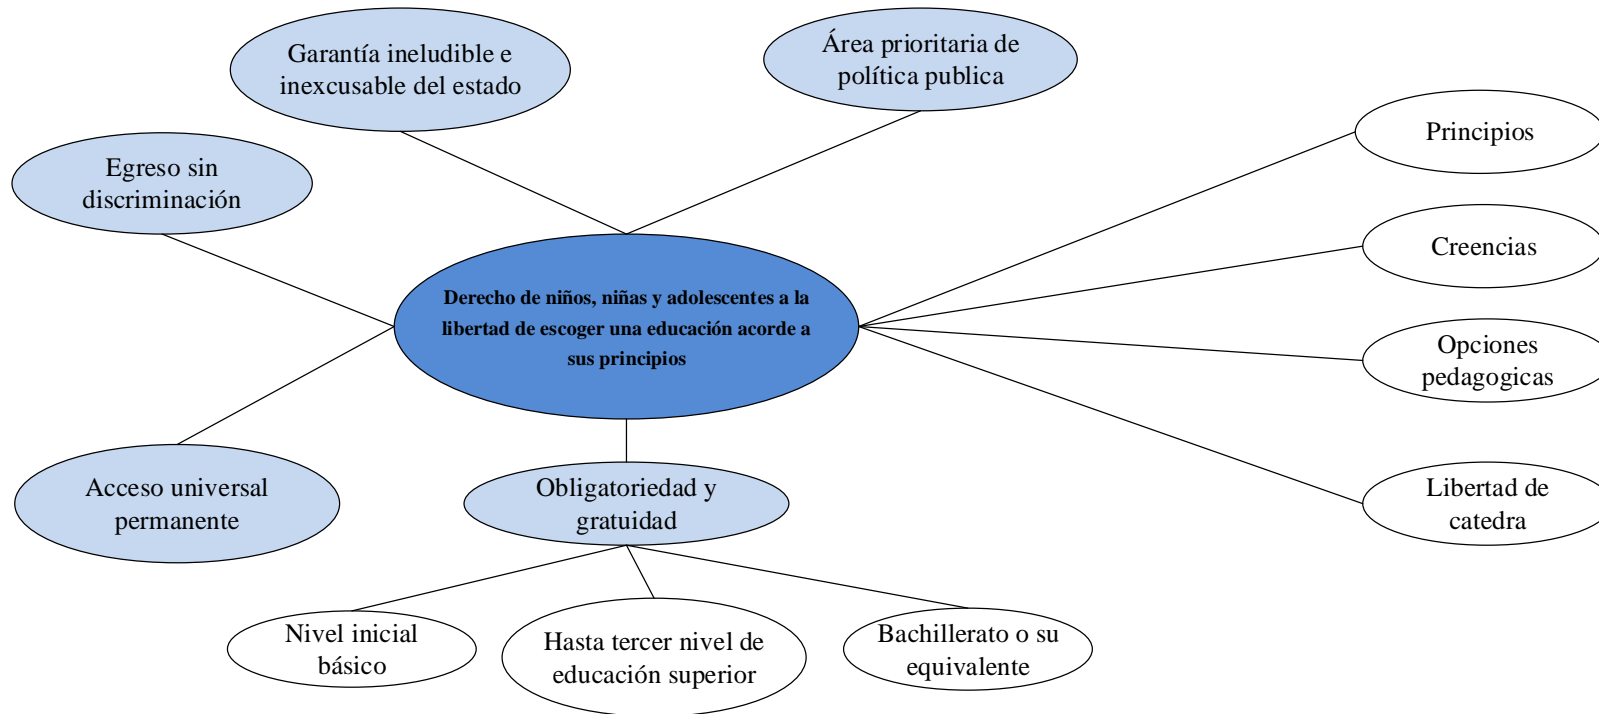 Garantía ineludible e
inexcusable del estado
Área prioritaria de
política publica
Principios
Egreso sin
discriminación
Creencias
Derecho de niños, niñas y adolescentes a la
libertad de escoger una educación acorde a
sus principios
Opciones
pedagogicas
Acceso universal
permanente
Obligatoriedad y
gratuidad
Libertad de
catedra
Nivel inicial
básico
Hasta tercer nivel de
educación superior
Bachillerato o su
equivalente